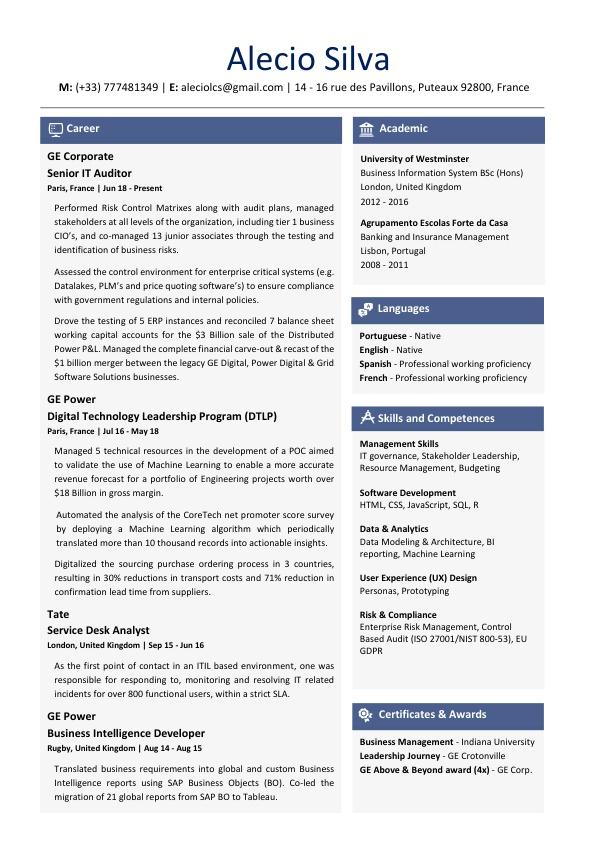 Alecio Silva
M: (+33) 777481349 | E: aleciolcs@gmail.com | 14 - 16 rue des Pavillons, Puteaux 92800, France
Career
GE Corporate
Senior IT Auditor
Paris, France | Jun 18 - Present
Performed Risk Control Matrixes along with audit plans, managed
stakeholders at all levels of the organization, including tier 1 business
CIO's, and co-managed 13 junior associates through the testing and
identification of business risks.
Assessed the control environment for enterprise critical systems (e.g.
Datalakes, PLM's and price quoting software's) to ensure compliance
with government regulations and internal policies.
Drove the testing of 5 ERP instances and reconciled 7 balance sheet
working capital accounts for the $3 Billion sale of the Distributed
Power P&L. Managed the complete financial carve-out & recast of the
$1 billion merger between the legacy GE Digital, Power Digital & Grid
Software Solutions businesses.
GE Power
Digital Technology Leadership Program (DTLP)
Paris, France | Jul 16 - May 18
Managed 5 technical resources in the development of a POC aimed
to validate the use of Machine Learning to enable a more accurate
revenue forecast for a portfolio of Engineering projects worth over
$18 Billion in gross margin.
Automated the analysis of the CoreTech net promoter score survey
by deploying a Machine Learning algorithm which periodically
translated more than 10 thousand records into actionable insights.
Digitalized the sourcing purchase ordering process in 3 countries,
resulting in 30% reductions in transport costs and 71% reduction in
confirmation lead time from suppliers.
Tate
Service Desk Analyst
London, United Kingdom | Sep 15 - Jun 16
As the first point of contact in an ITIL based environment, one was
responsible for responding to, monitoring and resolving IT related
incidents for over 800 functional users, within a strict SLA.
GE Power
Business Intelligence Developer
Rugby, United Kingdom | Aug 14 - Aug 15
Translated business requirements into global and custom Business
Intelligence reports using SAP Business Objects (BO). Co-led the
migration of 21 global reports from SAP BO to Tableau.
Academic
University of Westminster
Business Information System BSc (Hons)
London, United Kingdom
2012 - 2016
Agrupamento Escolas Forte da Casa
Banking and Insurance Management
Lisbon, Portugal
2008 - 2011
Languages
Portuguese - Native
English - Native
Spanish - Professional working proficiency
French - Professional working proficiency
Skills and Competences
Management Skills
IT governance, Stakeholder Leadership,
Resource Management, Budgeting
Software Development
HTML, CSS, JavaScript, SQL, R
Data & Analytics
Data Modeling & Architecture, BI
reporting, Machine Learning
User Experience (UX) Design
Personas, Prototyping
Risk & Compliance
Enterprise Risk Management, Control
Based Audit (ISO 27001/NIST 800-53), EU
GDPR
Certificates & Awards
Business Management - Indiana University
Leadership Journey - GE Crotonville
GE Above & Beyond award (4x) - GE Corp.